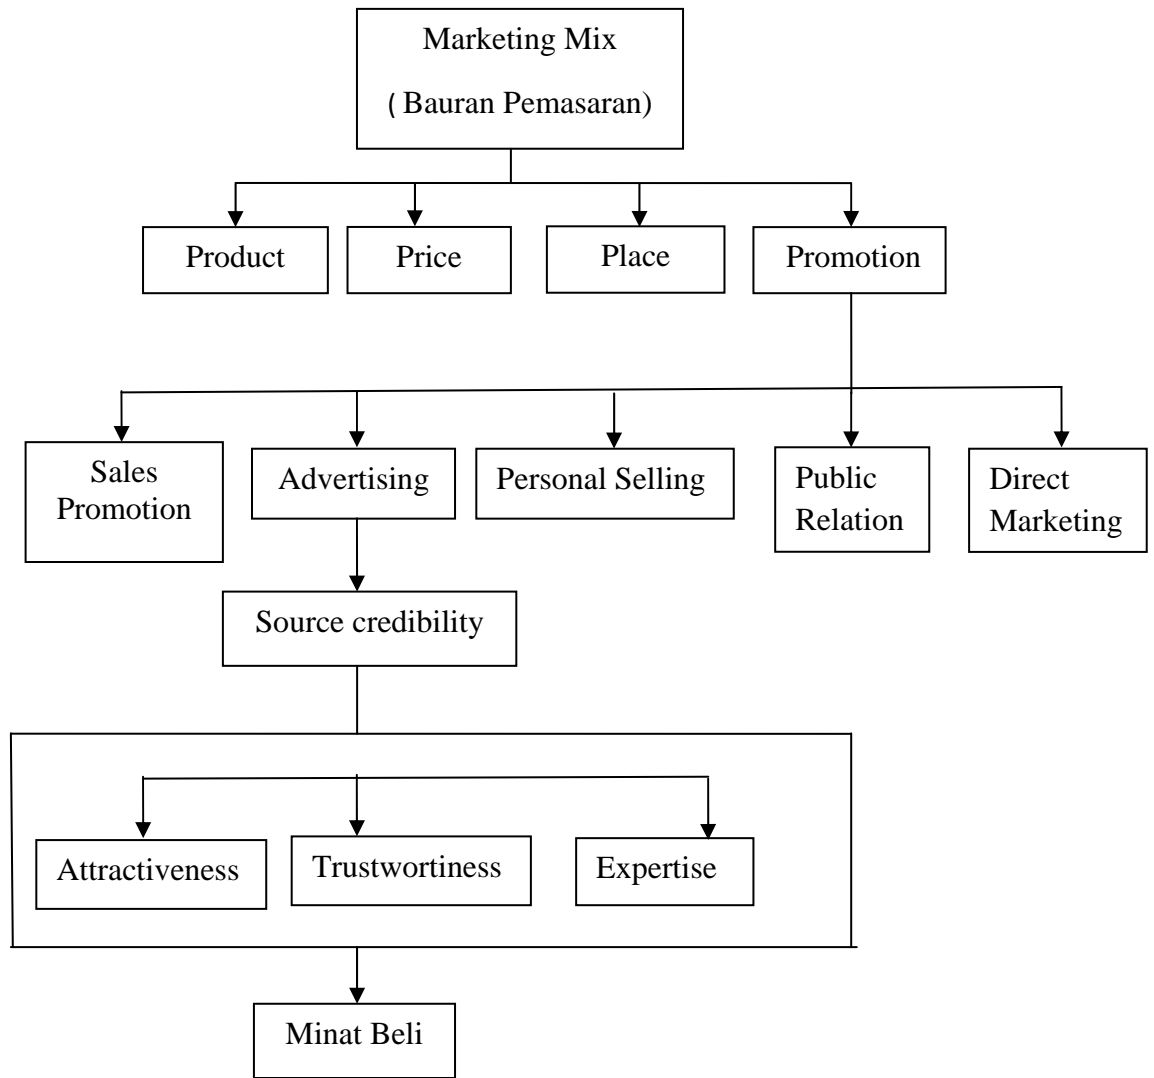 Marketing Mix
( Bauran Pemasaran)
Product
Price
Place
Promotion
Sales
Promotion
Advertising
Personal Selling
Public
Relation
Direct
Marketing
Source credibility
Attractiveness
Trustwortiness
Expertise
Minat Beli